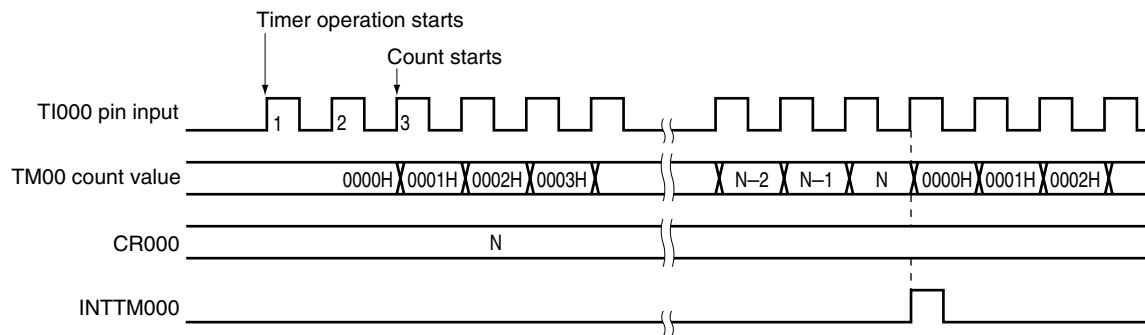 Timer operation starts
Count starts
TI000 pin input
1 2 3
TM00 count value
0000H 0001H 0002H 0003H N–2 N–1 N 0000H 0001H 0002H
CR000
N
INTTM000